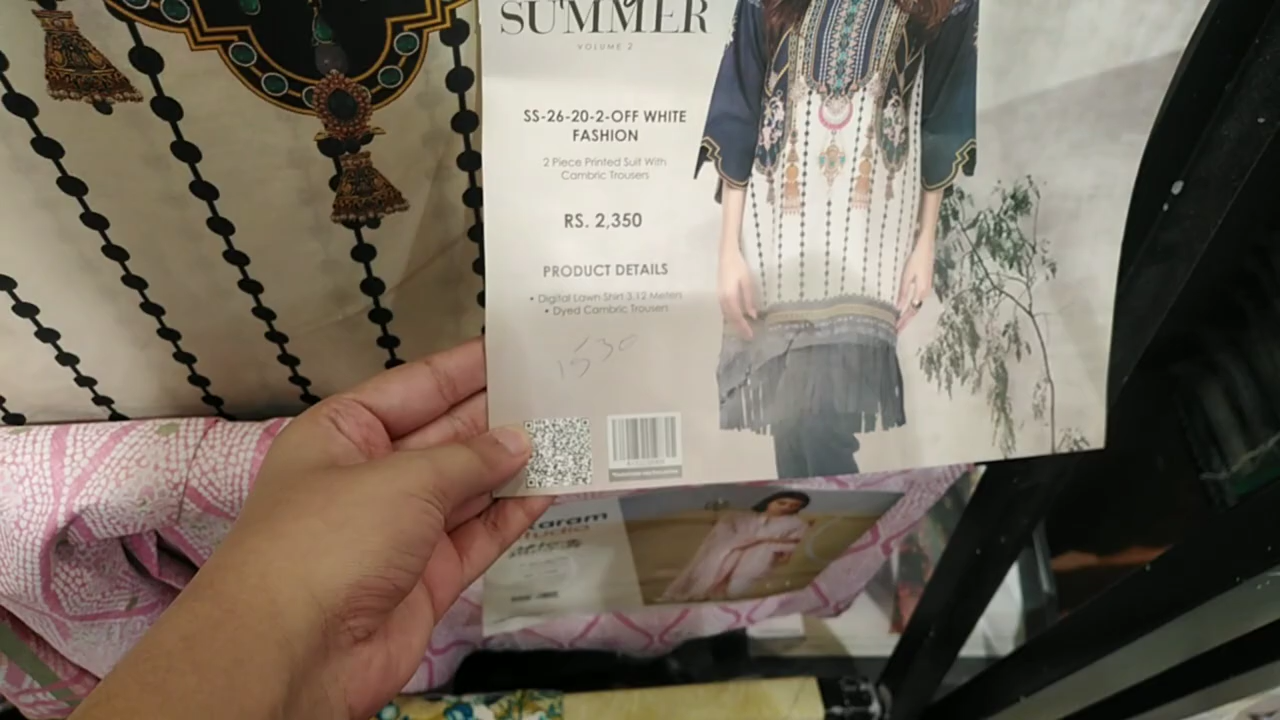 SUMMER
VOLUME 2
SS-26-20-2-OFF WHITE
FASHION
2 Piece Printed Suit With
Cambric Trousers
RS. 2,350
PRODUCT DETAILS
• Digital Lawn Shirt 3.12 Meters
• Dyed Cambric Trousers
1530
aram